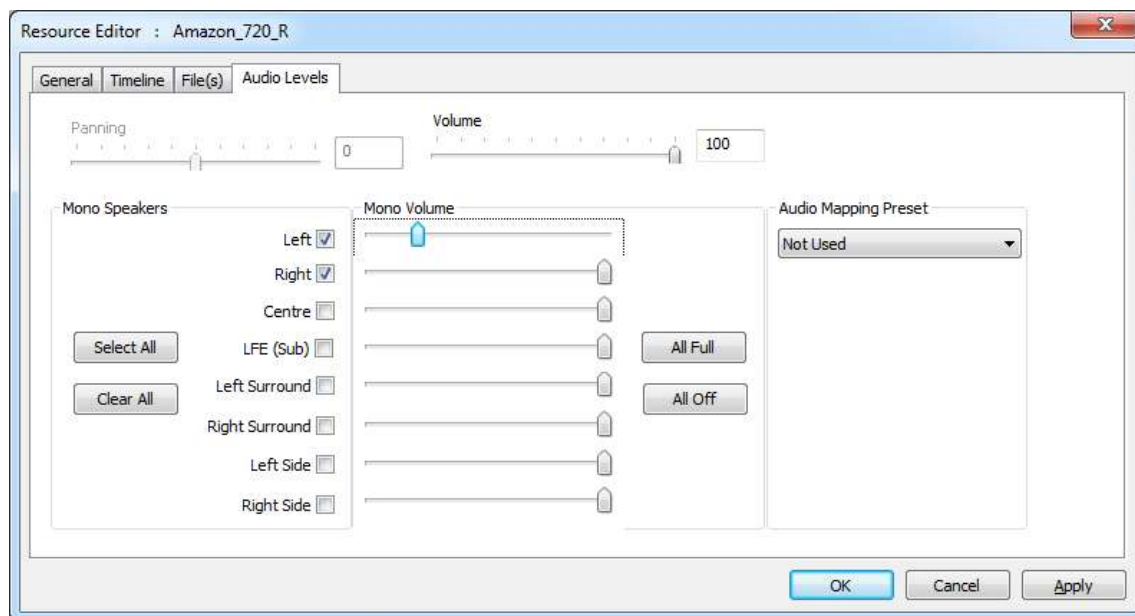 Resource Editor : Amazon_720_R
General Timeline File(s) Audio Levels
Panning
0
Volume
100
Mono Speakers
Left
Right
Centre
LFE (Sub)
Left Surround
Right Surround
Left Side
Right Side
Select All
Clear All
Mono Volume
All Full
All Off
Audio Mapping Preset
Not Used
OK Cancel Apply